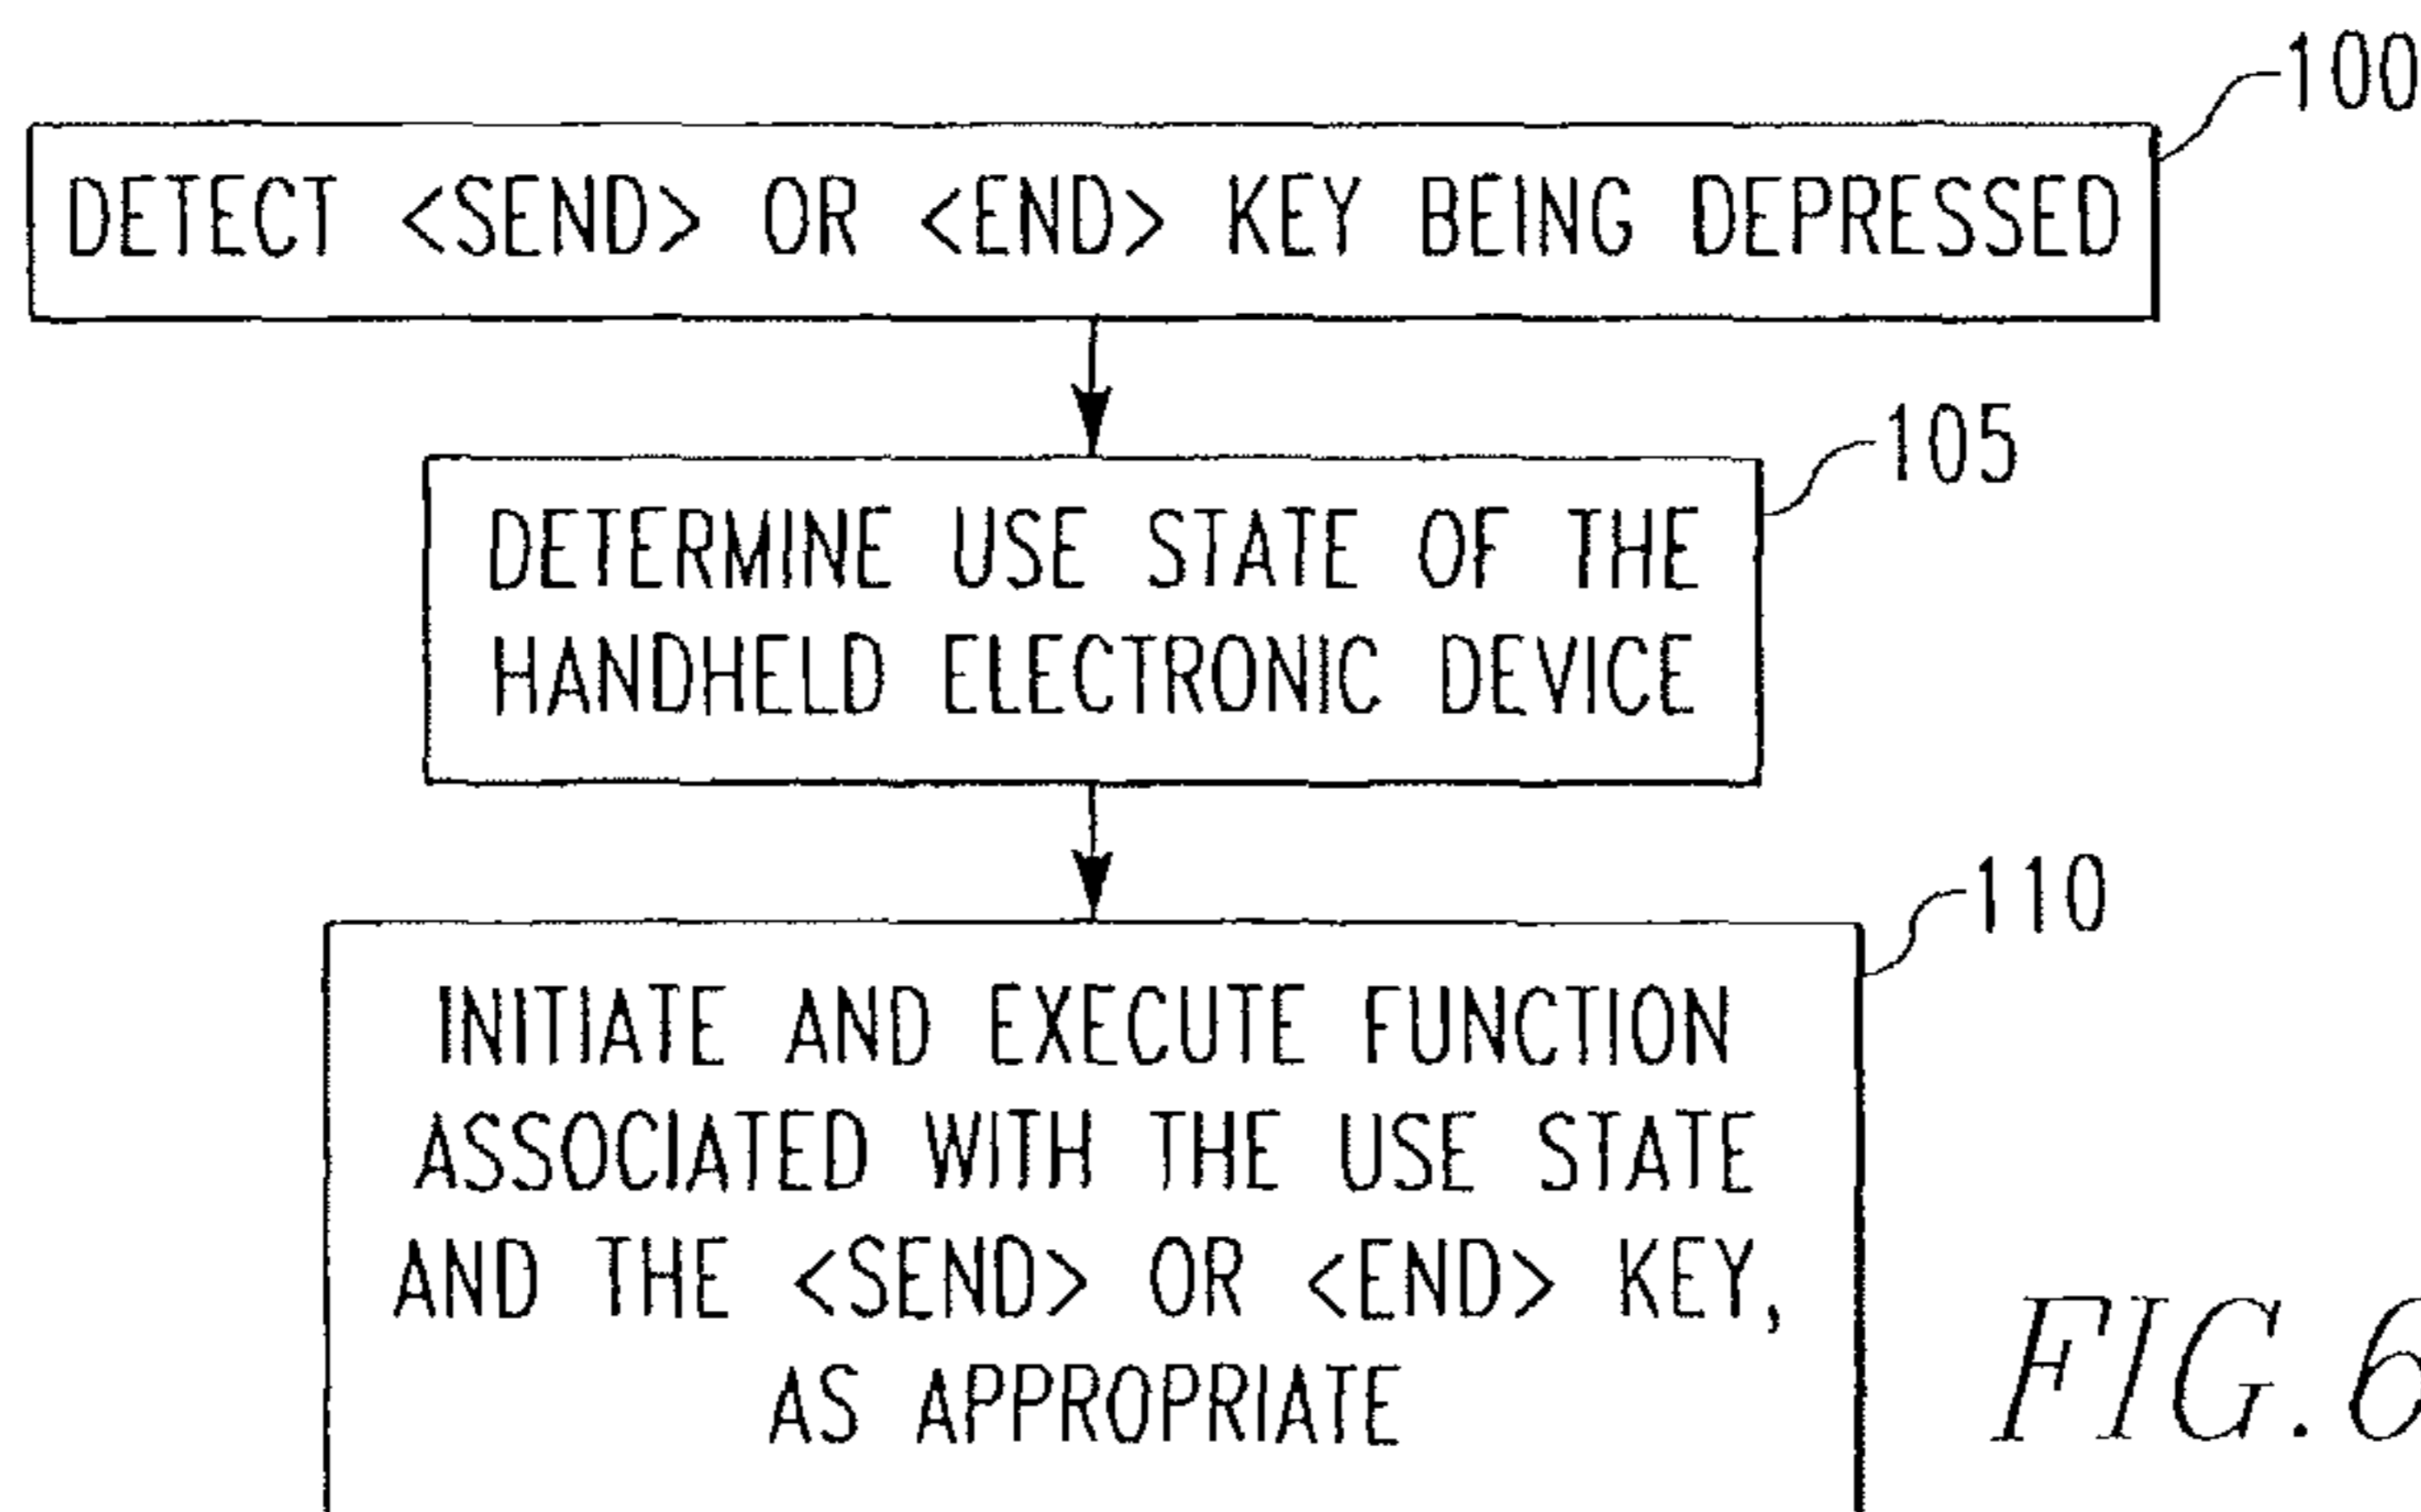 100
DETECT <SEND> OR <END> KEY BEING DEPRESSED
105
DETERMINE USE STATE OF THE
HANDHELD ELECTRONIC DEVICE
110
INITIATE AND EXECUTE FUNCTION
ASSOCIATED WITH THE USE STATE
AND THE <SEND> OR <END> KEY,
AS APPROPRIATE
FIG. 6